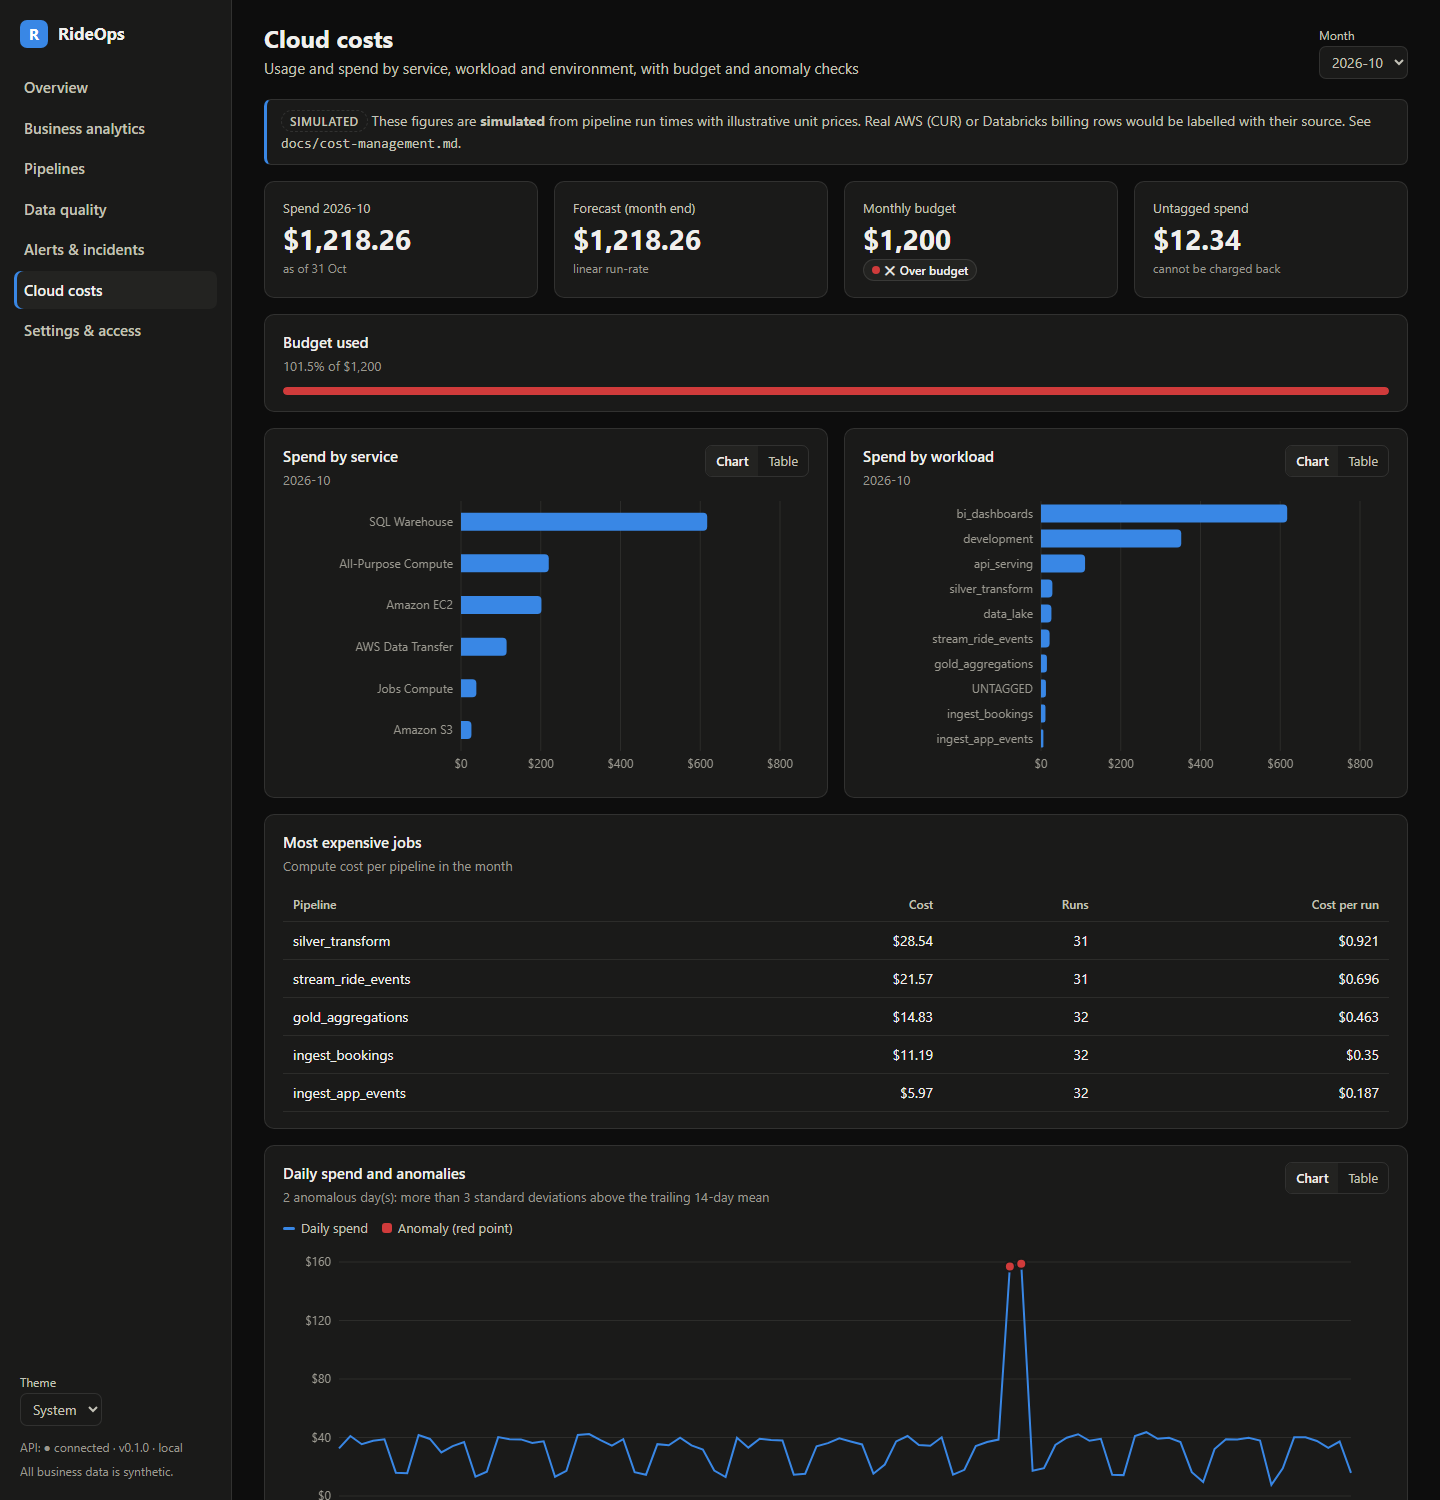 R RideOps
Overview
Business analytics
Pipelines
Data quality
Alerts & incidents
Cloud costs
Settings & access
Theme
System
API: ● connected · v0.1.0 · local
All business data is synthetic.
Cloud costs
Usage and spend by service, workload and environment, with budget and anomaly checks
Month
2026-10
SIMULATED These figures are simulated from pipeline run times with illustrative unit prices. Real AWS (CUR) or Databricks billing rows would be labelled with their source. See
docs/cost-management.md.
Spend 2026-10
$1,218.26
as of 31 Oct
Forecast (month end)
$1,218.26
linear run-rate
Monthly budget
$1,200
✕ Over budget
Untagged spend
$12.34
cannot be charged back
Budget used
101.5% of $1,200
Spend by service
2026-10
Chart Table
SQL Warehouse
All-Purpose Compute
Amazon EC2
AWS Data Transfer
Jobs Compute
Amazon S3
$0 $200 $400 $600 $800
Spend by workload
2026-10
Chart Table
bi_dashboards
development
api_serving
silver_transform
data_lake
stream_ride_events
gold_aggregations
UNTAGGED
ingest_bookings
ingest_app_events
$0 $200 $400 $600 $800
Most expensive jobs
Compute cost per pipeline in the month
Pipeline Cost Runs Cost per run
silver_transform $28.54 31 $0.921
stream_ride_events $21.57 31 $0.696
gold_aggregations $14.83 32 $0.463
ingest_bookings $11.19 32 $0.35
ingest_app_events $5.97 32 $0.187
Daily spend and anomalies
2 anomalous day(s): more than 3 standard deviations above the trailing 14-day mean
Chart Table
Daily spend Anomaly (red point)
$160
$120
$80
$40
$0